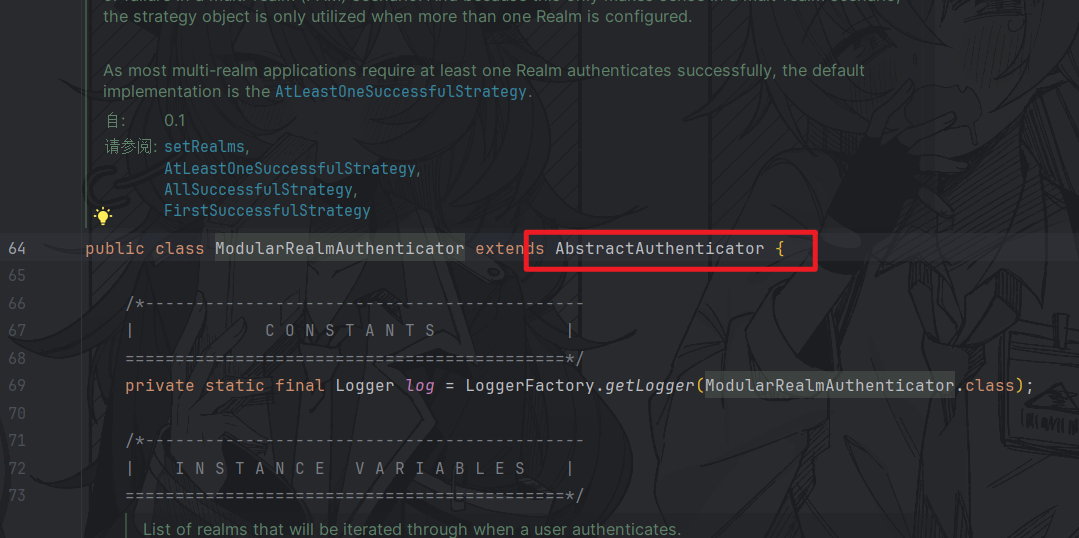 the strategy object is only utilized when more than one Realm is configured.
As most multi-realm applications require at least one Realm authenticates successfully, the default
implementation is the AtLeastOneSuccessfulStrategy.
自: 0.1
请参阅: setRealms,
AtLeastOneSuccessfulStrategy,
AllSuccessfulStrategy,
FirstSuccessfulStrategy
64 public class ModularRealmAuthenticator extends AbstractAuthenticator {
65
66 /*--------------------------------------------
67 | C O N S T A N T S |
68 ============================================*/
69 private static final Logger log = LoggerFactory.getLogger(ModularRealmAuthenticator.class);
70
71 /*--------------------------------------------
72 | I N S T A N C E V A R I A B L E S |
73 ============================================*/
List of realms that will be iterated through when a user authenticates.